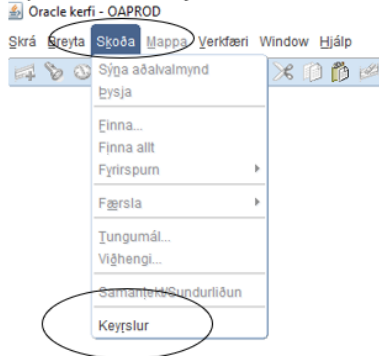 Oracle kerfi - OAPROD
Skrá Breyta Skoða Mappa Verkfæri Window Hjálp
Sýna aðalvalmynd
Þysja
Finna...
Finna allt
Fyrirspurn
Færsla
Tungumál...
Viðhengi...
Samantekt/Sundurliðun
Keyrslur